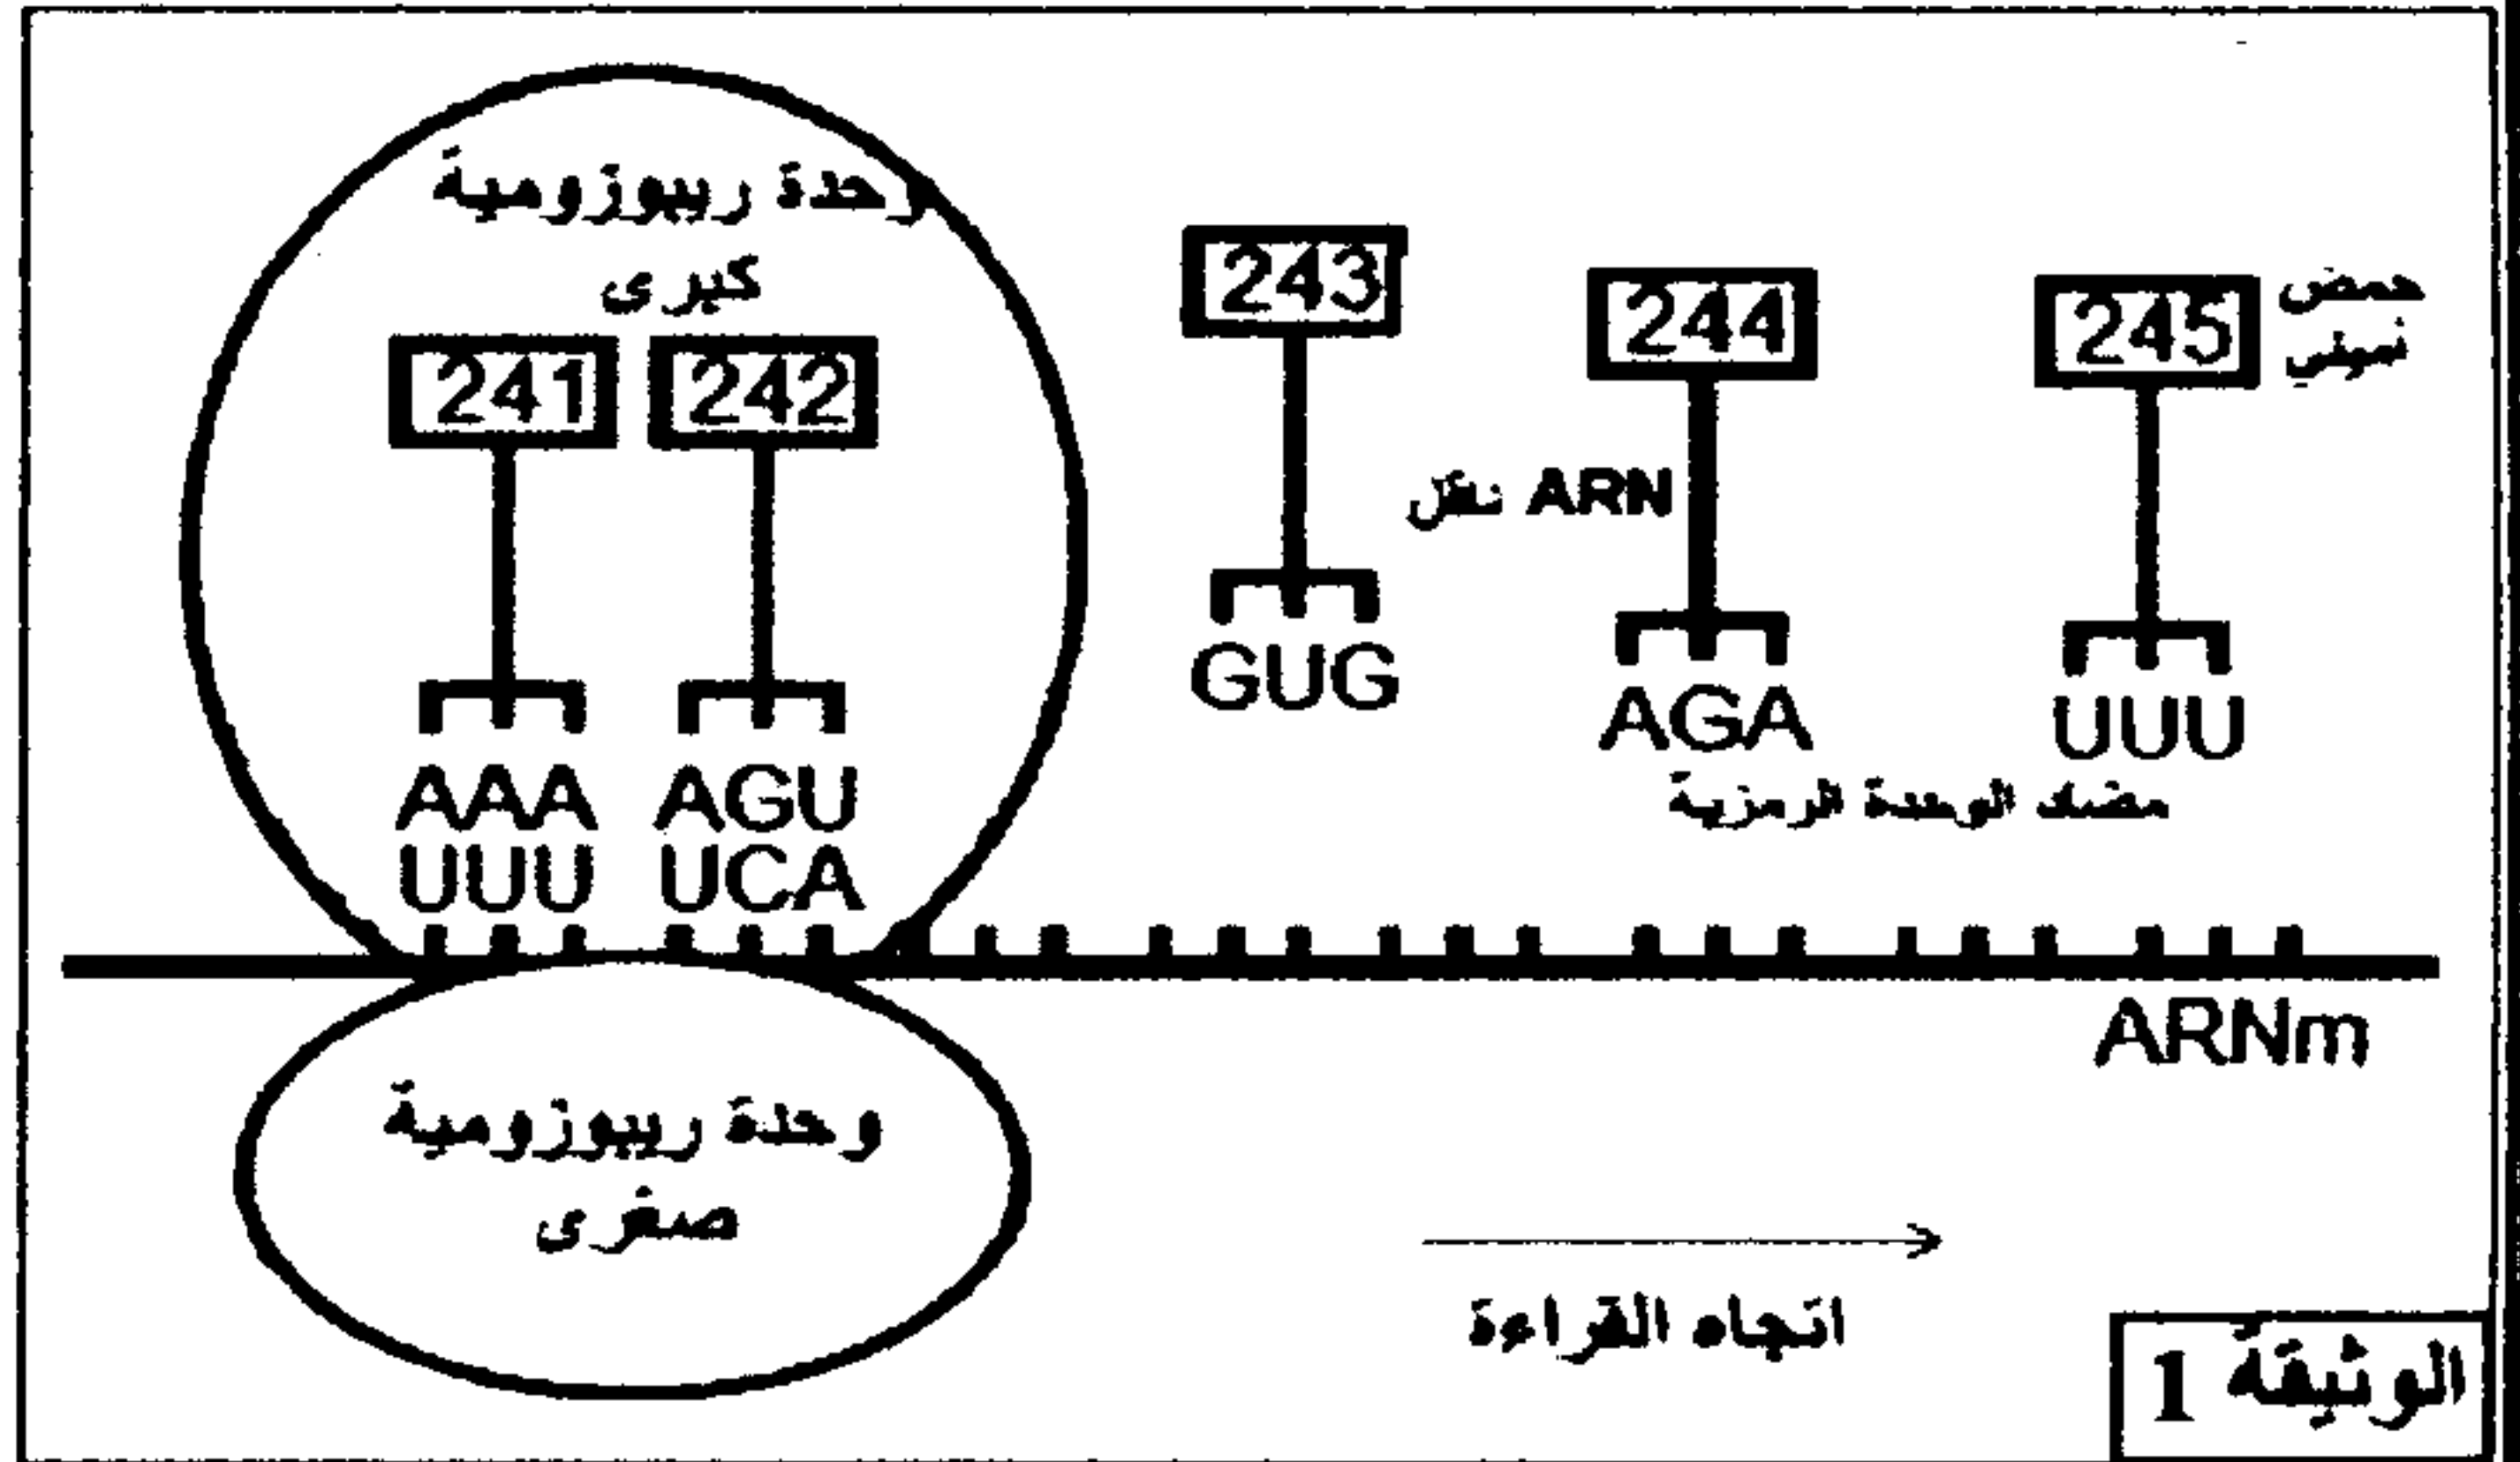 وحدة ريبوزومية
كبرى
241
242
243
244
245
حمض
ARN نقل
GUG
AGA
UUU
AAA
AGU
UUU
UCA
مضاد الوحدة الرمزية
ARNm
وحدة ريبوزومية
صغرى
اتجاه القراءة
الوثيقة 1